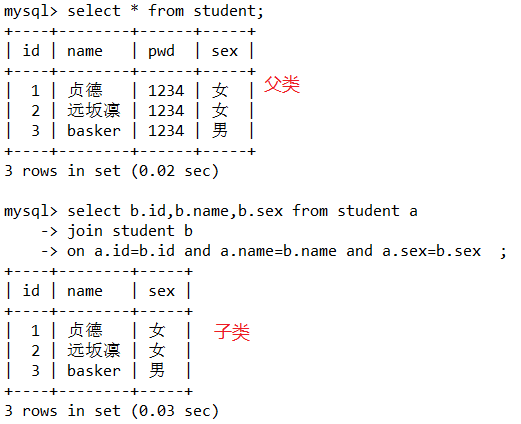 mysql> select * from student;
+----+--------+------+-----+
| id | name   | pwd  | sex |
+----+--------+------+-----+
|  1 | 贞德   | 1234 | 女  |
父类
|  2 | 远坂凛 | 1234 | 女  |
|  3 | basker | 1234 | 男  |
+----+--------+------+-----+
3 rows in set (0.02 sec)

mysql> select b.id,b.name,b.sex from student a
    -> join student b
    -> on a.id=b.id and a.name=b.name and a.sex=b.sex  ;
+----+--------+-----+
| id | name   | sex |
+----+--------+-----+
|  1 | 贞德   | 女  |
子类
|  2 | 远坂凛 | 女  |
|  3 | basker | 男  |
+----+--------+-----+
3 rows in set (0.03 sec)